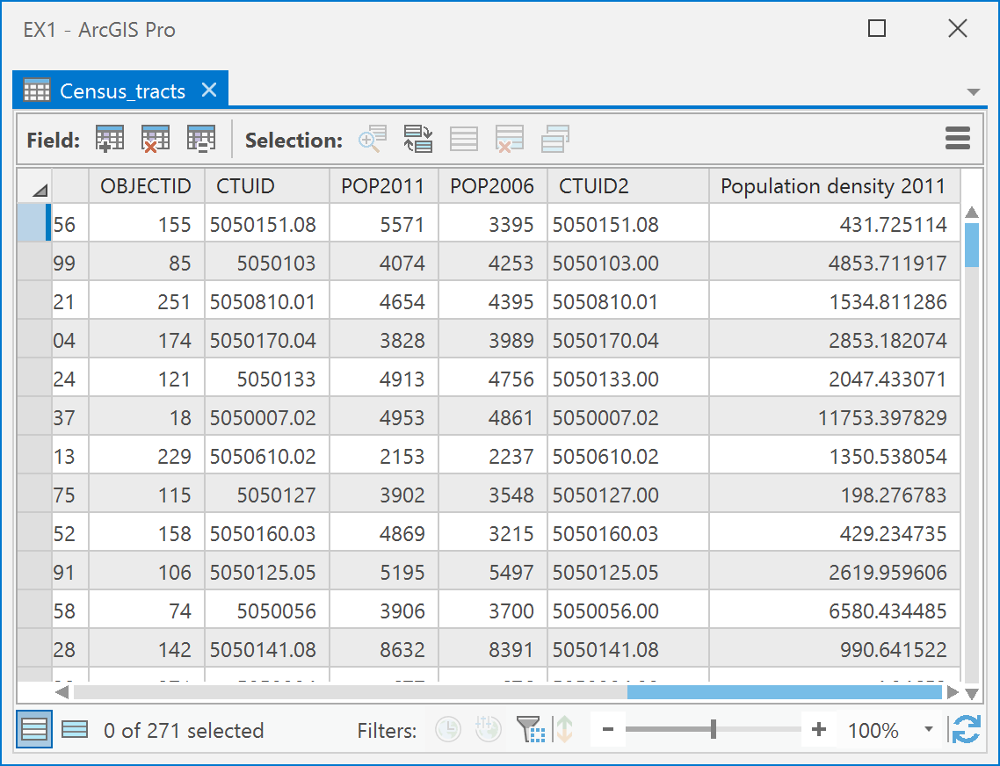 EX1 - ArcGIS Pro
Census_tracts
Field: Selection:
OBJECTID CTUID POP2011 POP2006 CTUID2 Population density 2011
56 155 5050151.08 5571 3395 5050151.08 431.725114
99 85 5050103 4074 4253 5050103.00 4853.711917
21 251 5050810.01 4654 4395 5050810.01 1534.811286
04 174 5050170.04 3828 3989 5050170.04 2853.182074
24 121 5050133 4913 4756 5050133.00 2047.433071
37 18 5050007.02 4953 4861 5050007.02 11753.397829
13 229 5050610.02 2153 2237 5050610.02 1350.538054
75 115 5050127 3902 3548 5050127.00 198.276783
52 158 5050160.03 4869 3215 5050160.03 429.234735
91 106 5050125.05 5195 5497 5050125.05 2619.959606
58 74 5050056 3906 3700 5050056.00 6580.434485
28 142 5050141.08 8632 8391 5050141.08 990.641522
0 of 271 selected Filters: 100%